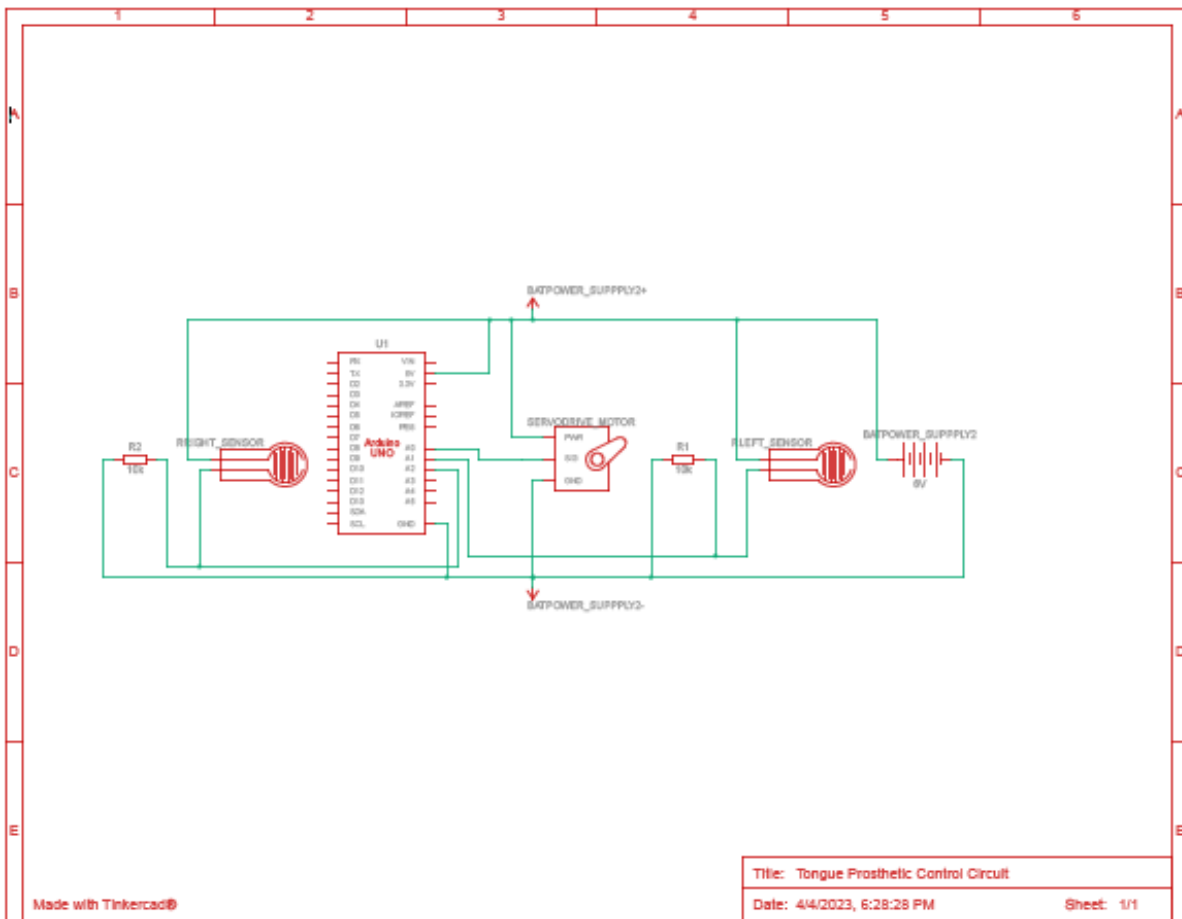 1 2 3 4 5 6
A A
B B
BATPOWER_SUPPPLY2+
U1
RX VIN
TX 5V
D2 3.3V
D3
D4 AREF
D5 IOREF
D6 RES
D7
D8 A0
D9 A1
D10 A2
D11 A3
D12 A4
D13 A5
SDA
SCL GND
Arduino
UNO
SERVODRIVE_MOTOR
PWR
SIG
GND
R2
RRIGHT_SENSOR
R1
10k
RLEFT_SENSOR
BATPOWER_SUPPPLY2
C C
BATPOWER_SUPPPLY2-
D D
E E
Title: Tongue Prosthetic Control Circuit
Made with Tinkercad®
Date: 4/4/2023, 6:28:28 PM Sheet: 1/1